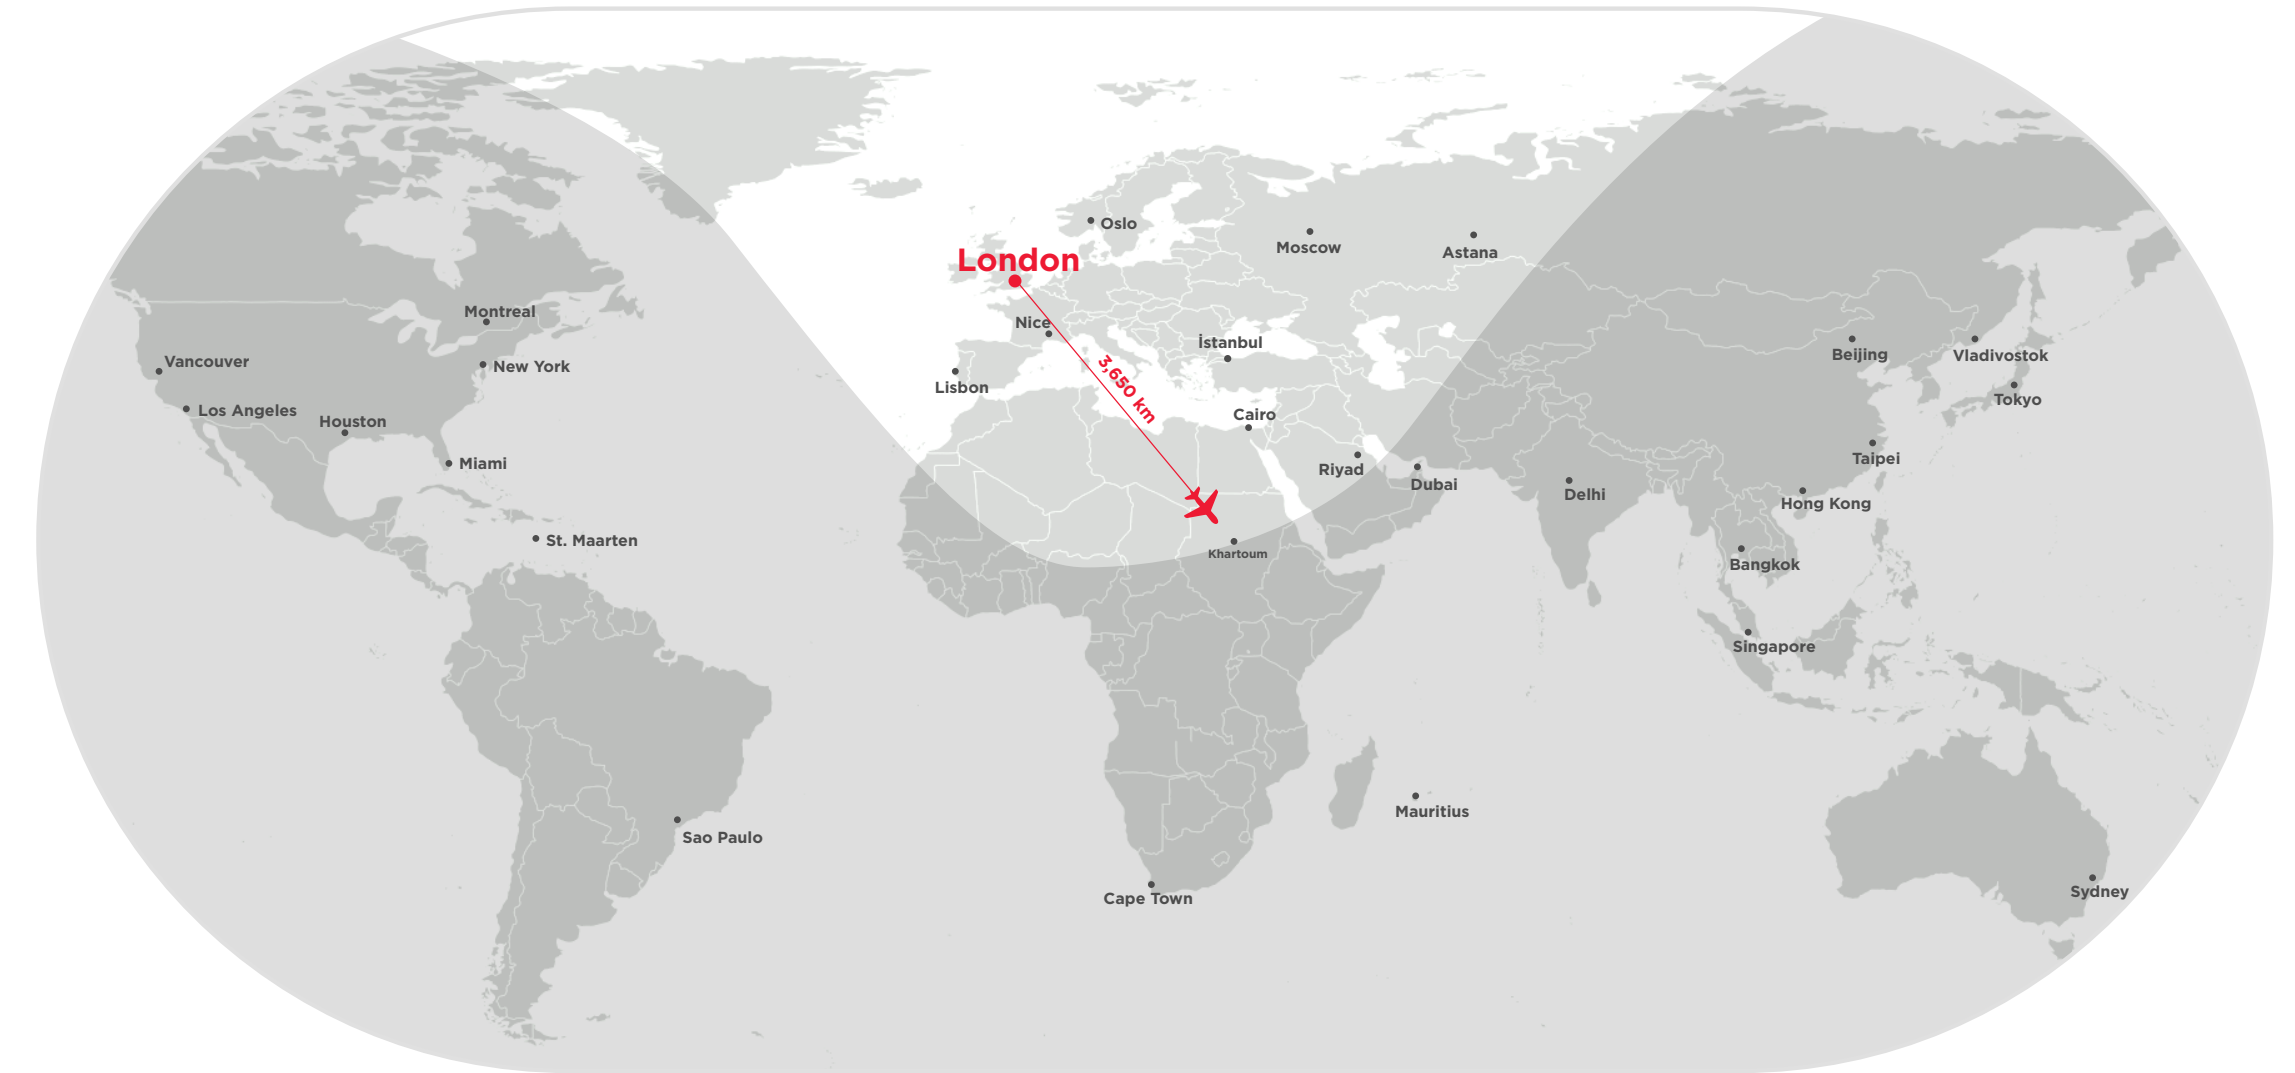 Oslo
Moscow
Astana
London
Montreal
Nice
İstanbul
Vancouver
New York
Beijing
Vladivostok
3,650 km
Lisbon
Tokyo
Los Angeles
Houston
Cairo
Miami
Riyad
Taipei
Dubai
Delhi
Hong Kong
St. Maarten
Khartoum
Bangkok
Singapore
Mauritius
Sao Paulo
Cape Town
Sydney